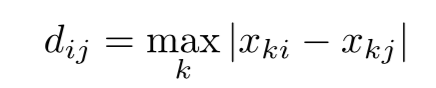 d_{ij} = \max_{k} |x_{ki} - x_{kj}|